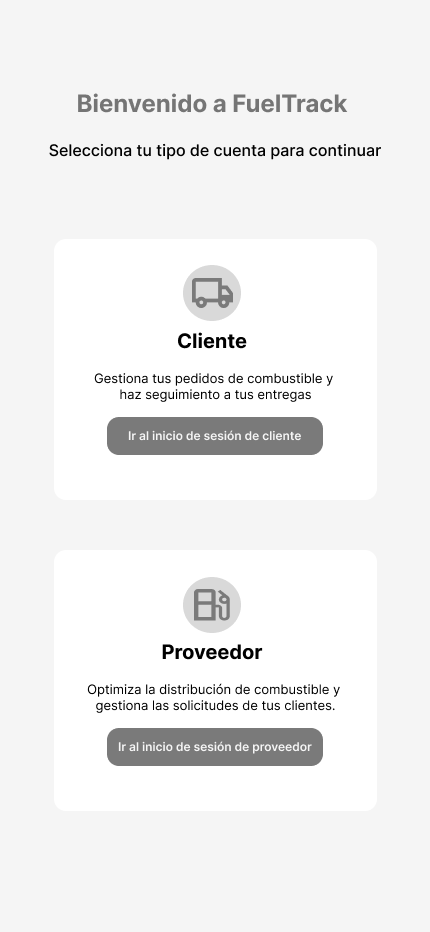 Bienvenido a FuelTrack
Selecciona tu tipo de cuenta para continuar
Cliente
Gestiona tus pedidos de combustible y
haz seguimiento a tus entregas
Ir al inicio de sesión de cliente
Proveedor
Optimiza la distribución de combustible y
gestiona las solicitudes de tus clientes.
Ir al inicio de sesión de proveedor